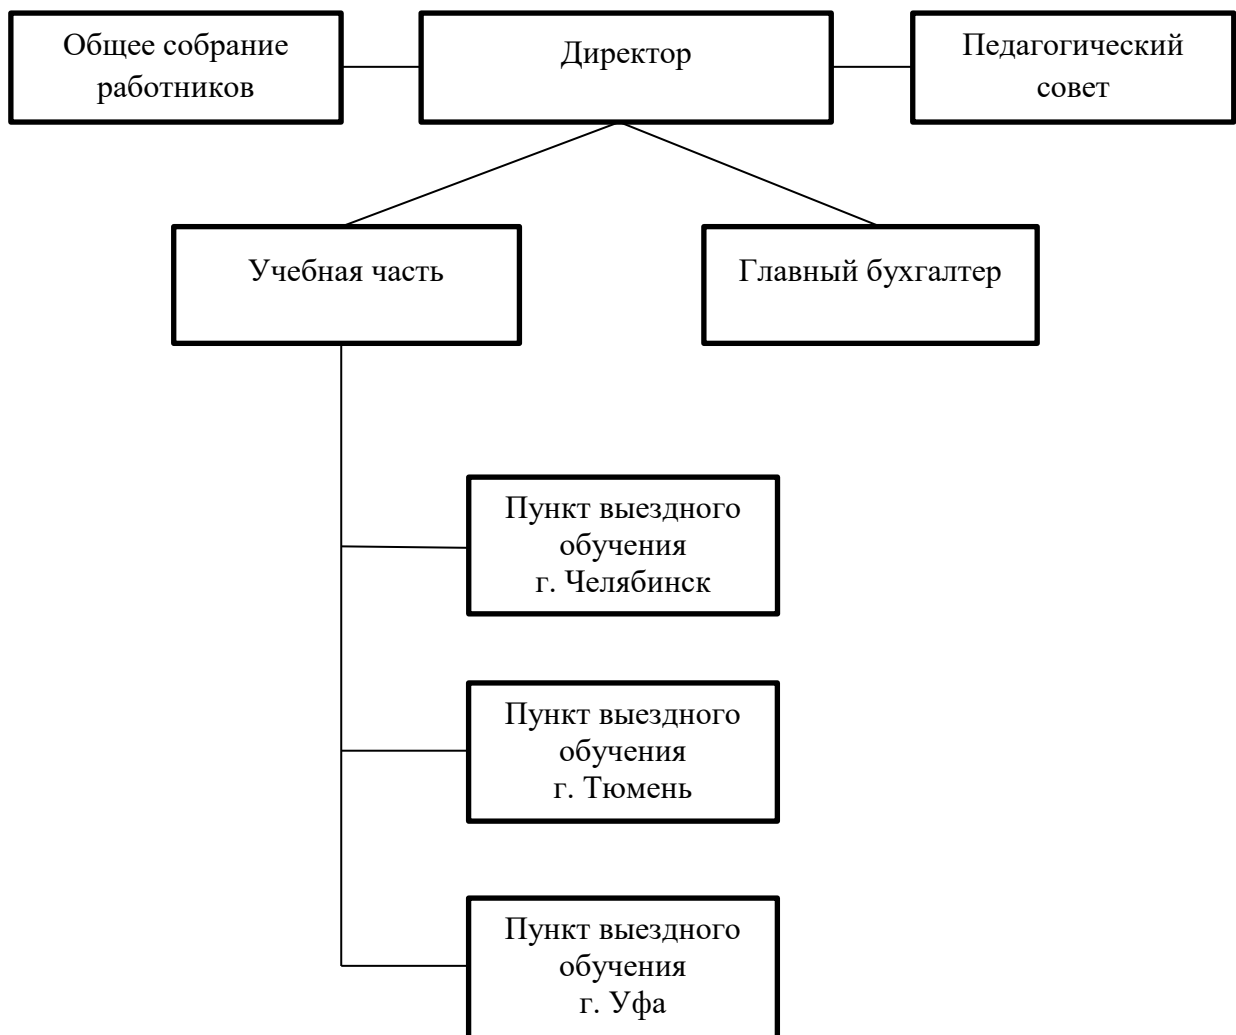 Общее собрание
работников
Директор
Педагогический
совет
Учебная часть
Главный бухгалтер
Пункт выездного
обучения
г. Челябинск
Пункт выездного
обучения
г. Тюмень
Пункт выездного
обучения
г. Уфа